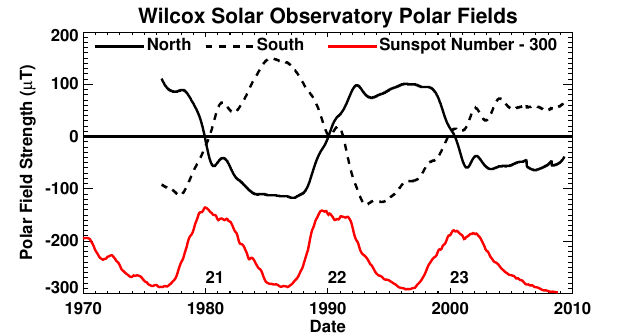 Wilcox Solar Observatory Polar Fields
North South Sunspot Number - 300
Polar Field Strength (μT)
200
100
0
-100
-200
-300
21 22 23
1970 1980 1990 2000 2010
Date